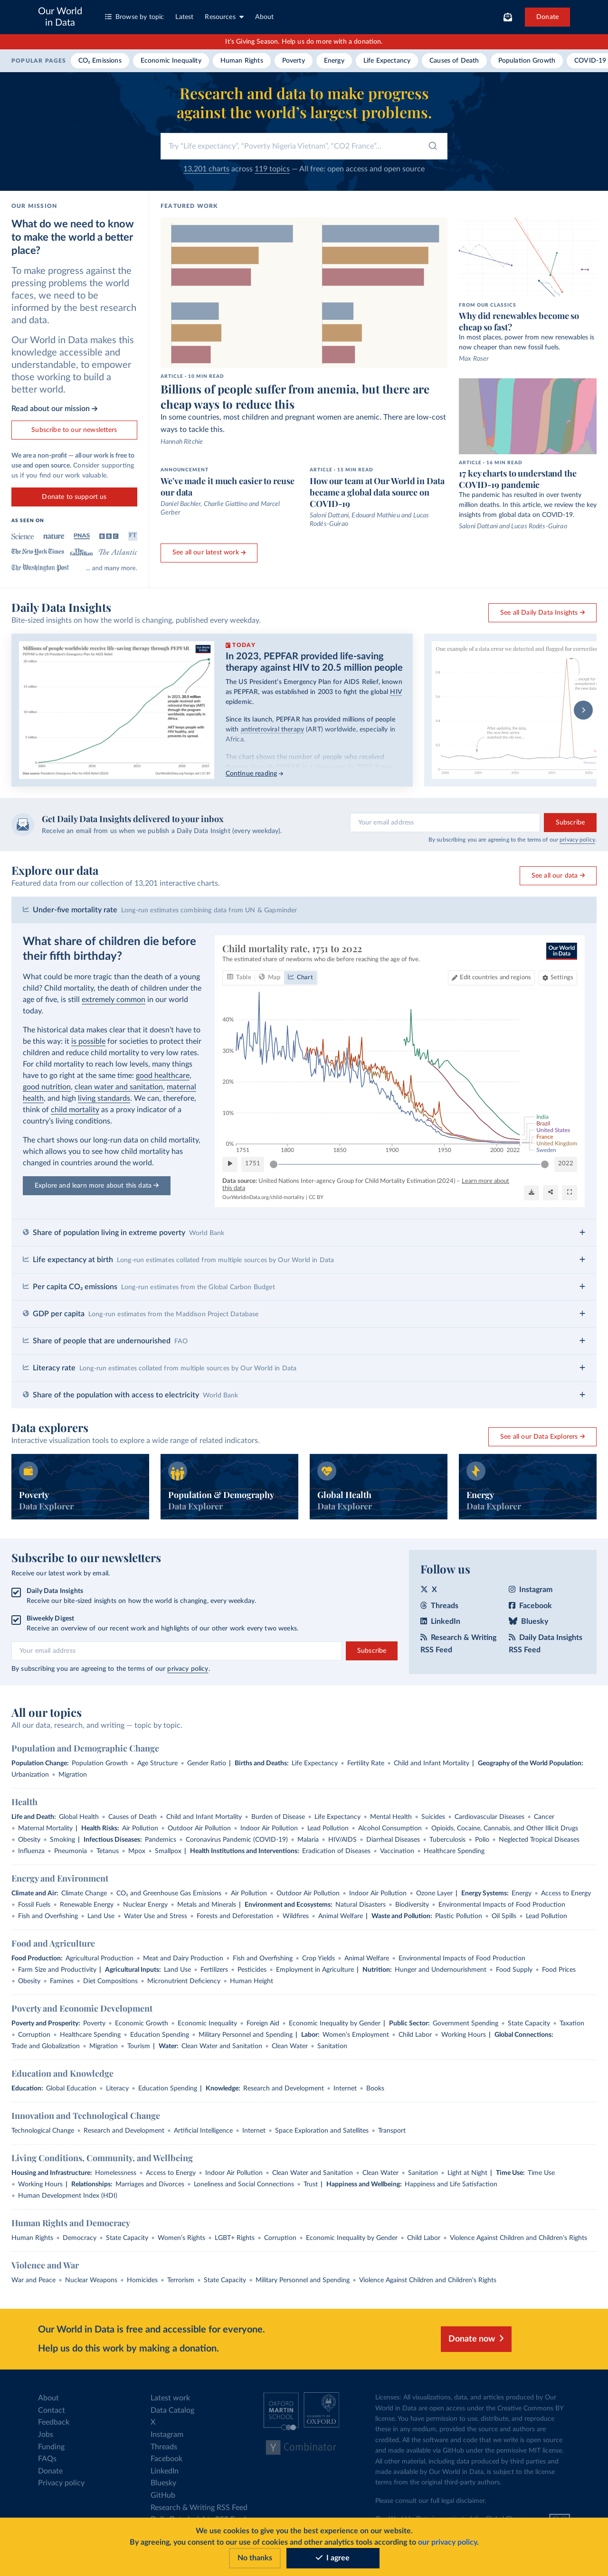 Our World
in Data
Browse by topic
Latest
Resources
About
Donate
It's Giving Season. Help us do more with a donation.
POPULAR PAGES
CO₂ Emissions
Economic Inequality
Human Rights
Poverty
Energy
Life Expectancy
Causes of Death
Population Growth
COVID-19
Research and data to make progress
against the world's largest problems.
Try "Life expectancy", "Poverty Nigeria Vietnam", "CO2 France"...
13,201 charts across 119 topics — All free: open access and open source
OUR MISSION
What do we need to know
to make the world a better
place?
To make progress against the
pressing problems the world
faces, we need to be
informed by the best research
and data.
Our World in Data makes this
knowledge accessible and
understandable, to empower
those working to build a
better world.
Read about our mission →
Subscribe to our newsletters
We are a non-profit — all our work is free to
use and open source. Consider supporting
us if you find our work valuable.
Donate to support us
AS SEEN ON
Science
nature
PNAS
BBC
FT
The New York Times
The Guardian
The Atlantic
The Washington Post
... and many more.
FEATURED WORK
ARTICLE • 10 MIN READ
Billions of people suffer from anemia, but there are
cheap ways to reduce this
In some countries, most children and pregnant women are anemic. There are low-cost
ways to tackle this.
Hannah Ritchie
ANNOUNCEMENT
We've made it much easier to reuse
our data
Daniel Bachler, Charlie Giattino and Marcel
Gerber
ARTICLE • 15 MIN READ
How our team at Our World in Data
became a global data source on
COVID-19
Saloni Dattani, Edouard Mathieu and Lucas
Rodés-Guirao
See all our latest work →
FROM OUR CLASSICS
Why did renewables become so
cheap so fast?
In most places, power from new renewables is
now cheaper than new fossil fuels.
Max Roser
ARTICLE • 16 MIN READ
17 key charts to understand the
COVID-19 pandemic
The pandemic has resulted in over twenty
million deaths. In this article, we review the key
insights from global data on COVID-19.
Saloni Dattani and Lucas Rodés-Guirao
Daily Data Insights
Bite-sized insights on how the world is changing, published every weekday.
See all Daily Data Insights →
Millions of people worldwide receive life-saving therapy through PEPFAR
PEPFAR is the US President's Emergency Plan for AIDS Relief.
TODAY
In 2023, PEPFAR provided life-saving
therapy against HIV to 20.5 million people
The US President's Emergency Plan for AIDS Relief, known
as PEPFAR, was established in 2003 to fight the global HIV
epidemic.
Since its launch, PEPFAR has provided millions of people
with antiretroviral therapy (ART) worldwide, especially in
Africa.
The chart shows the number of people who received
Continue reading →
One example of a data error we detected and flagged for correction
Get Daily Data Insights delivered to your inbox
Receive an email from us when we publish a Daily Data Insight (every weekday).
Your email address
Subscribe
By subscribing you are agreeing to the terms of our privacy policy.
Explore our data
Featured data from our collection of 13,201 interactive charts.
See all our data →
Under-five mortality rate Long-run estimates combining data from UN & Gapminder
What share of children die before
their fifth birthday?
What could be more tragic than the death of a young
child? Child mortality, the death of children under the
age of five, is still extremely common in our world
today.
The historical data makes clear that it doesn't have to
be this way: it is possible for societies to protect their
children and reduce child mortality to very low rates.
For child mortality to reach low levels, many things
have to go right at the same time: good healthcare,
good nutrition, clean water and sanitation, maternal
health, and high living standards. We can, therefore,
think of child mortality as a proxy indicator of a
country's living conditions.
The chart shows our long-run data on child mortality,
which allows you to see how child mortality has
changed in countries around the world.
Explore and learn more about this data →
Child mortality rate, 1751 to 2022
The estimated share of newborns who die before reaching the age of five.
Our World
in Data
Table
Map
Chart
Edit countries and regions
Settings
40%
30%
20%
10%
0%
India
Brazil
United States
France
United Kingdom
Sweden
1751
1800
1850
1900
1950
2000
2022
1751
2022
Data source: United Nations Inter-agency Group for Child Mortality Estimation (2024) – Learn more about
this data
OurWorldinData.org/child-mortality | CC BY
Share of population living in extreme poverty World Bank
Life expectancy at birth Long-run estimates collated from multiple sources by Our World in Data
Per capita CO₂ emissions Long-run estimates from the Global Carbon Budget
GDP per capita Long-run estimates from the Maddison Project Database
Share of people that are undernourished FAO
Literacy rate Long-run estimates collated from multiple sources by Our World in Data
Share of the population with access to electricity World Bank
Data explorers
Interactive visualization tools to explore a wide range of related indicators.
See all our Data Explorers →
Poverty
Data Explorer
Population & Demography
Data Explorer
Global Health
Data Explorer
Energy
Data Explorer
Subscribe to our newsletters
Receive our latest work by email.
Daily Data Insights
Receive our bite-sized insights on how the world is changing, every weekday.
Biweekly Digest
Receive an overview of our recent work and highlights of our other work every two weeks.
Your email address
Subscribe
By subscribing you are agreeing to the terms of our privacy policy.
Follow us
X
Threads
LinkedIn
Research & Writing
RSS Feed
Instagram
Facebook
Bluesky
Daily Data Insights
RSS Feed
All our topics
All our data, research, and writing — topic by topic.
Population and Demographic Change
Population Change: Population Growth • Age Structure • Gender Ratio | Births and Deaths: Life Expectancy • Fertility Rate • Child and Infant Mortality | Geography of the World Population:
Urbanization • Migration
Health
Life and Death: Global Health • Causes of Death • Child and Infant Mortality • Burden of Disease • Life Expectancy • Mental Health • Suicides • Cardiovascular Diseases • Cancer
• Maternal Mortality | Health Risks: Air Pollution • Outdoor Air Pollution • Indoor Air Pollution • Lead Pollution • Alcohol Consumption • Opioids, Cocaine, Cannabis, and Other Illicit Drugs
• Obesity • Smoking | Infectious Diseases: Pandemics • Coronavirus Pandemic (COVID-19) • Malaria • HIV/AIDS • Diarrheal Diseases • Tuberculosis • Polio • Neglected Tropical Diseases
• Influenza • Pneumonia • Tetanus • Mpox • Smallpox | Health Institutions and Interventions: Eradication of Diseases • Vaccination • Healthcare Spending
Energy and Environment
Climate and Air: Climate Change • CO₂ and Greenhouse Gas Emissions • Air Pollution • Outdoor Air Pollution • Indoor Air Pollution • Ozone Layer | Energy Systems: Energy • Access to Energy
• Fossil Fuels • Renewable Energy • Nuclear Energy • Metals and Minerals | Environment and Ecosystems: Natural Disasters • Biodiversity • Environmental Impacts of Food Production
• Fish and Overfishing • Land Use • Water Use and Stress • Forests and Deforestation • Wildfires • Animal Welfare | Waste and Pollution: Plastic Pollution • Oil Spills • Lead Pollution
Food and Agriculture
Food Production: Agricultural Production • Meat and Dairy Production • Fish and Overfishing • Crop Yields • Animal Welfare • Environmental Impacts of Food Production
• Farm Size and Productivity | Agricultural Inputs: Land Use • Fertilizers • Pesticides • Employment in Agriculture | Nutrition: Hunger and Undernourishment • Food Supply • Food Prices
• Obesity • Famines • Diet Compositions • Micronutrient Deficiency • Human Height
Poverty and Economic Development
Poverty and Prosperity: Poverty • Economic Growth • Economic Inequality • Foreign Aid • Economic Inequality by Gender | Public Sector: Government Spending • State Capacity • Taxation
• Corruption • Healthcare Spending • Education Spending • Military Personnel and Spending | Labor: Women's Employment • Child Labor • Working Hours | Global Connections:
Trade and Globalization • Migration • Tourism | Water: Clean Water and Sanitation • Clean Water • Sanitation
Education and Knowledge
Education: Global Education • Literacy • Education Spending | Knowledge: Research and Development • Internet • Books
Innovation and Technological Change
Technological Change • Research and Development • Artificial Intelligence • Internet • Space Exploration and Satellites • Transport
Living Conditions, Community, and Wellbeing
Housing and Infrastructure: Homelessness • Access to Energy • Indoor Air Pollution • Clean Water and Sanitation • Clean Water • Sanitation • Light at Night | Time Use: Time Use
• Working Hours | Relationships: Marriages and Divorces • Loneliness and Social Connections • Trust | Happiness and Wellbeing: Happiness and Life Satisfaction
• Human Development Index (HDI)
Human Rights and Democracy
Human Rights • Democracy • State Capacity • Women's Rights • LGBT+ Rights • Corruption • Economic Inequality by Gender • Child Labor • Violence Against Children and Children's Rights
Violence and War
War and Peace • Nuclear Weapons • Homicides • Terrorism • State Capacity • Military Personnel and Spending • Violence Against Children and Children's Rights
Our World in Data is free and accessible for everyone.
Help us do this work by making a donation.
Donate now
About
Contact
Feedback
Jobs
Funding
FAQs
Donate
Privacy policy
Latest work
Data Catalog
X
Instagram
Threads
Facebook
LinkedIn
Bluesky
GitHub
Research & Writing RSS Feed
OXFORD
MARTIN
SCHOOL
UNIVERSITY OF
OXFORD
Y Combinator
Licenses: All visualizations, data, and articles produced by Our
World in Data are open access under the Creative Commons BY
license. You have permission to use, distribute, and reproduce
these in any medium, provided the source and authors are
credited. All the software and code that we write is open source
and made available via GitHub under the permissive MIT license.
All other material, including data produced by third parties and
made available by Our World in Data, is subject to the license
terms from the original third-party authors.
Please consult our full legal disclaimer.
We use cookies to give you the best experience on our website.
By agreeing, you consent to our use of cookies and other analytics tools according to our privacy policy.
No thanks
I agree